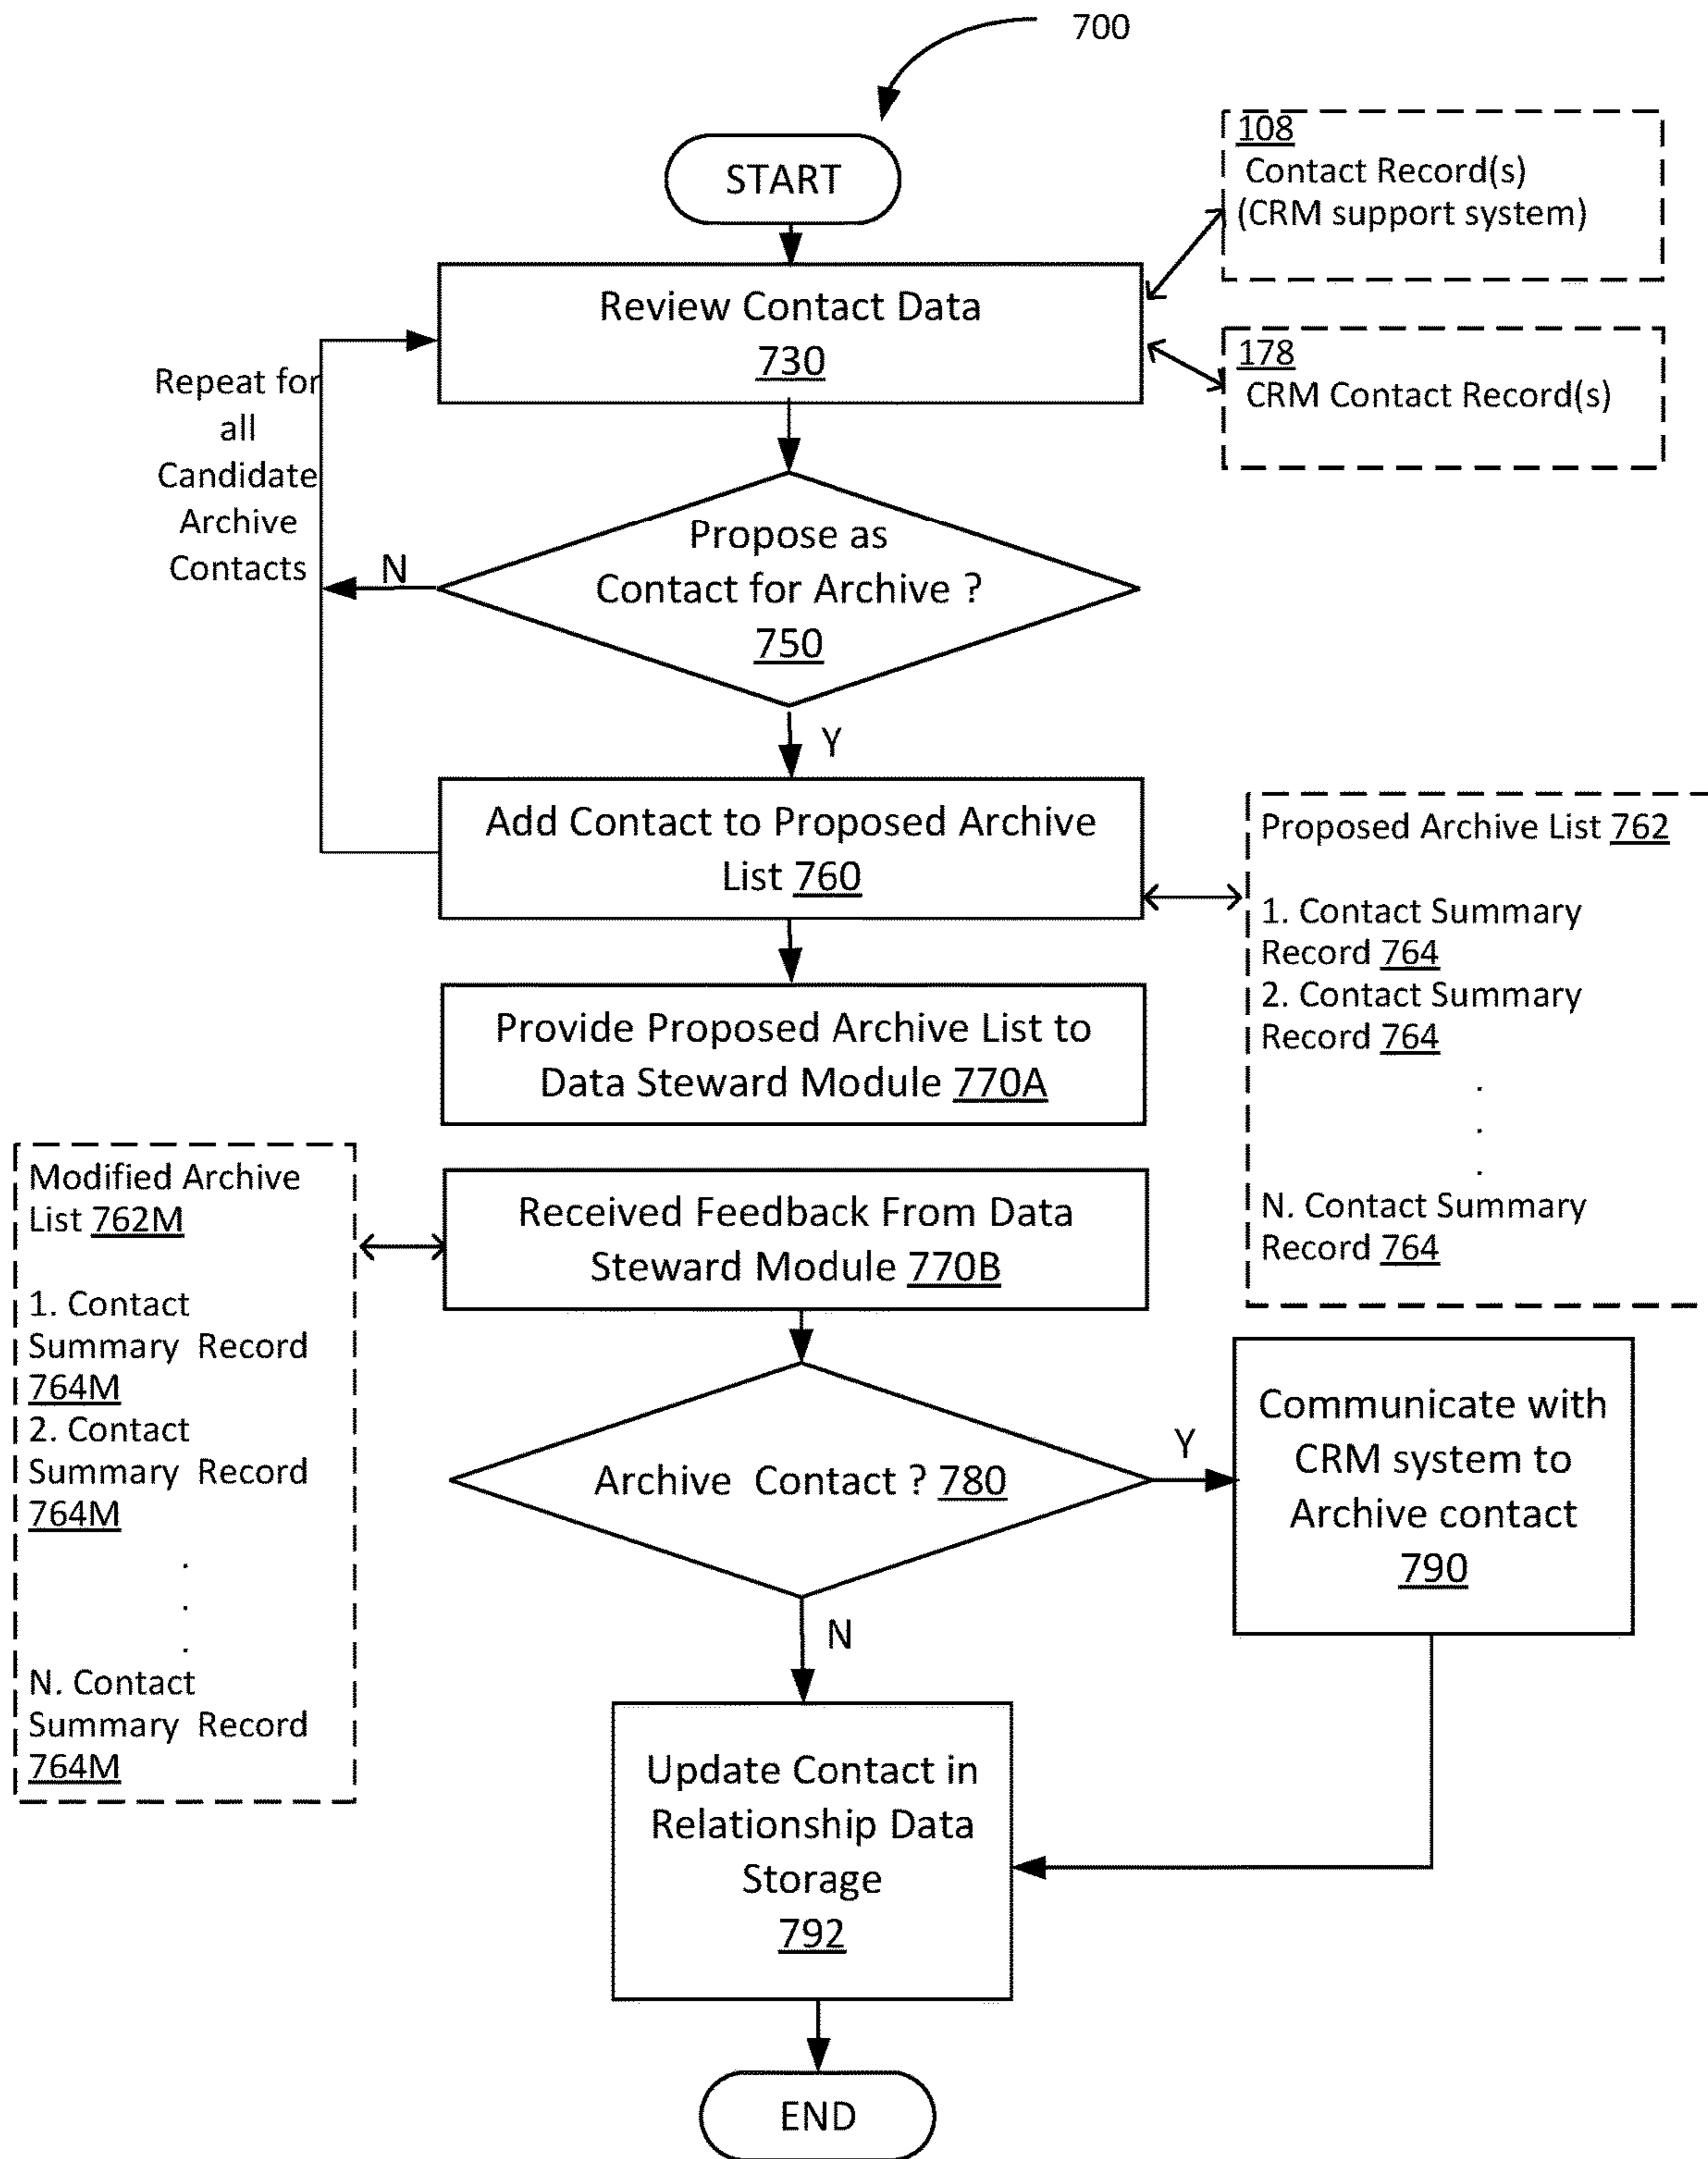 700
START
108
Contact Record(s)
(CRM support system)
Review Contact Data
730
178
CRM Contact Record(s)
Repeat for
all
Candidate
Archive
Contacts
N
Propose as
Contact for Archive ?
750
Y
Add Contact to Proposed Archive
List 760
Proposed Archive List 762
1. Contact Summary
Record 764
2. Contact Summary
Record 764
.
.
.
N. Contact Summary
Record 764
Provide Proposed Archive List to
Data Steward Module 770A
Modified Archive
List 762M
1. Contact
Summary Record
764M
2. Contact
Summary Record
764M
.
.
.
N. Contact
Summary Record
764M
Received Feedback From Data
Steward Module 770B
Archive Contact ? 780
Y
Communicate with
CRM system to
Archive contact
790
N
Update Contact in
Relationship Data
Storage
792
END